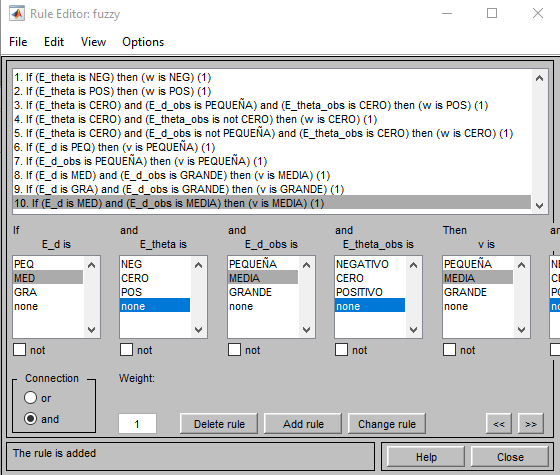 Rule Editor: fuzzy
File Edit View Options
1. If (E_theta is NEG) then (w is NEG) (1)
2. If (E_theta is POS) then (w is POS) (1)
3. If (E_theta is CERO) and (E_d_obs is PEQUEÑA) and (E_theta_obs is CERO) then (w is POS) (1)
4. If (E_theta is CERO) and (E_theta_obs is not CERO) then (w is CERO) (1)
5. If (E_theta is CERO) and (E_d_obs is not PEQUEÑA) and (E_theta_obs is CERO) then (w is CERO) (1)
6. If (E_d is PEQ) then (v is PEQUEÑA) (1)
7. If (E_d_obs is PEQUEÑA) then (v is PEQUEÑA) (1)
8. If (E_d is MED) and (E_d_obs is GRANDE) then (v is MEDIA) (1)
9. If (E_d is GRA) and (E_d_obs is GRANDE) then (v is GRANDE) (1)
10. If (E_d is MED) and (E_d_obs is MEDIA) then (v is MEDIA) (1)
If and and and Then
E_d is E_theta is E_d_obs is E_theta_obs is v is
PEQ NEG PEQUEÑA NEGATIVO PEQUEÑA
MED CERO MEDIA CERO MEDIA
GRA POS GRANDE POSITIVO GRANDE
none none none none none
not not not not not
Connection Weight:
or
and 1 Delete rule Add rule Change rule << >>
The rule is added Help Close